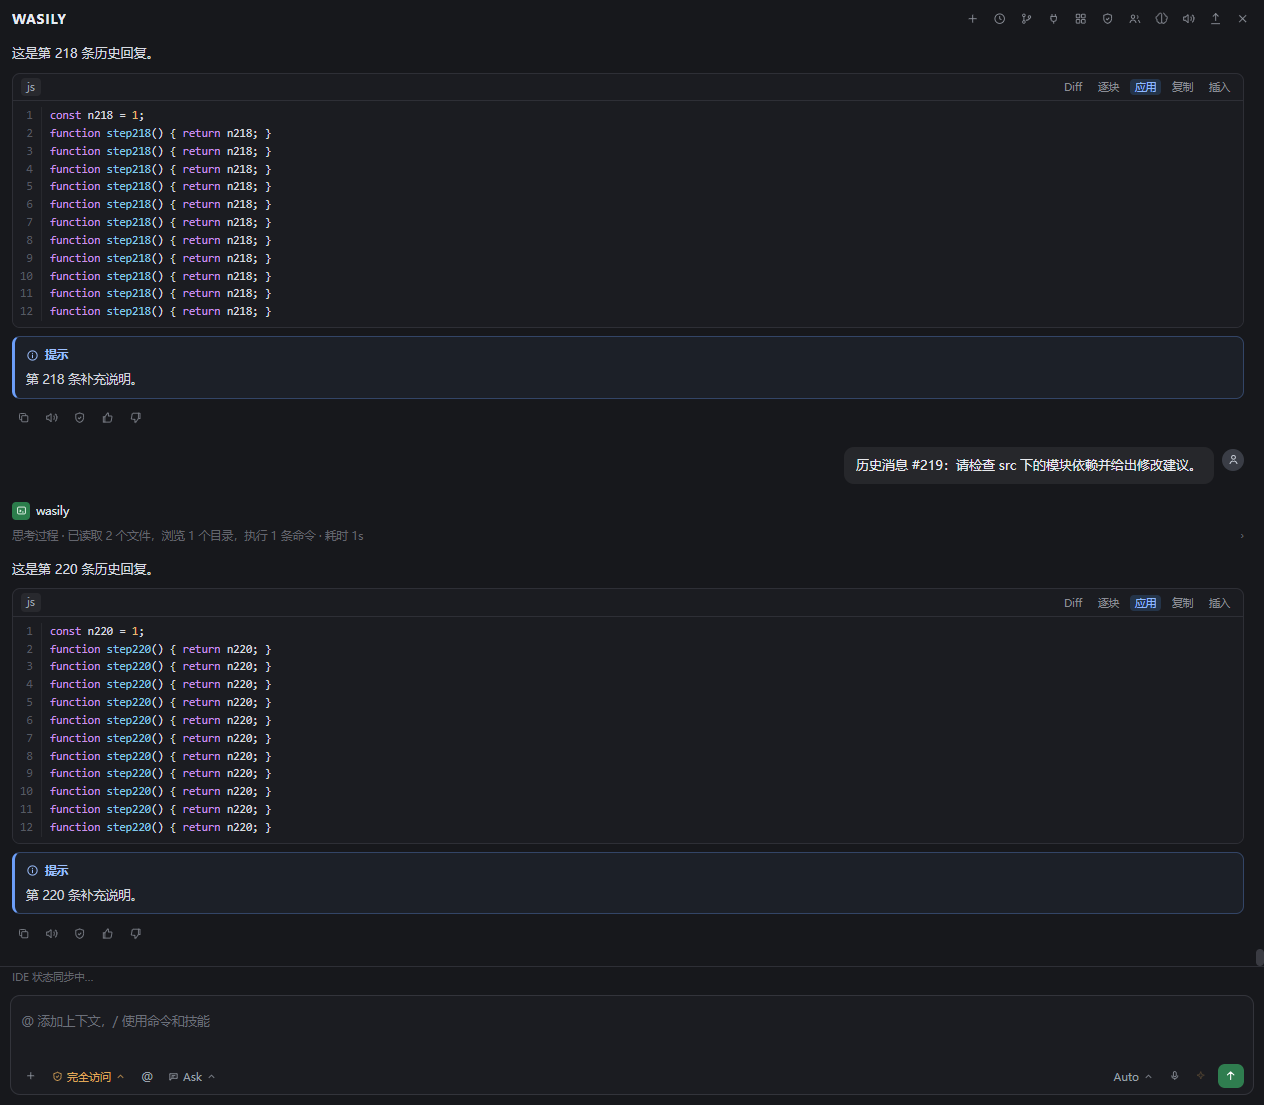 WASILY
这是第 218 条历史回复。
js Diff 逐块 应用 复制 插入
1 const n218 = 1;
2 function step218() { return n218; }
3 function step218() { return n218; }
4 function step218() { return n218; }
5 function step218() { return n218; }
6 function step218() { return n218; }
7 function step218() { return n218; }
8 function step218() { return n218; }
9 function step218() { return n218; }
10 function step218() { return n218; }
11 function step218() { return n218; }
12 function step218() { return n218; }
提示
第 218 条补充说明。
历史消息 #219：请检查 src 下的模块依赖并给出修改建议。
wasily
思考过程 · 已读取 2 个文件，浏览 1 个目录，执行 1 条命令 · 耗时 1s
这是第 220 条历史回复。
js Diff 逐块 应用 复制 插入
1 const n220 = 1;
2 function step220() { return n220; }
3 function step220() { return n220; }
4 function step220() { return n220; }
5 function step220() { return n220; }
6 function step220() { return n220; }
7 function step220() { return n220; }
8 function step220() { return n220; }
9 function step220() { return n220; }
10 function step220() { return n220; }
11 function step220() { return n220; }
12 function step220() { return n220; }
提示
第 220 条补充说明。
IDE 状态同步中...
@ 添加上下文，/ 使用命令和技能
完全访问 @ Ask Auto